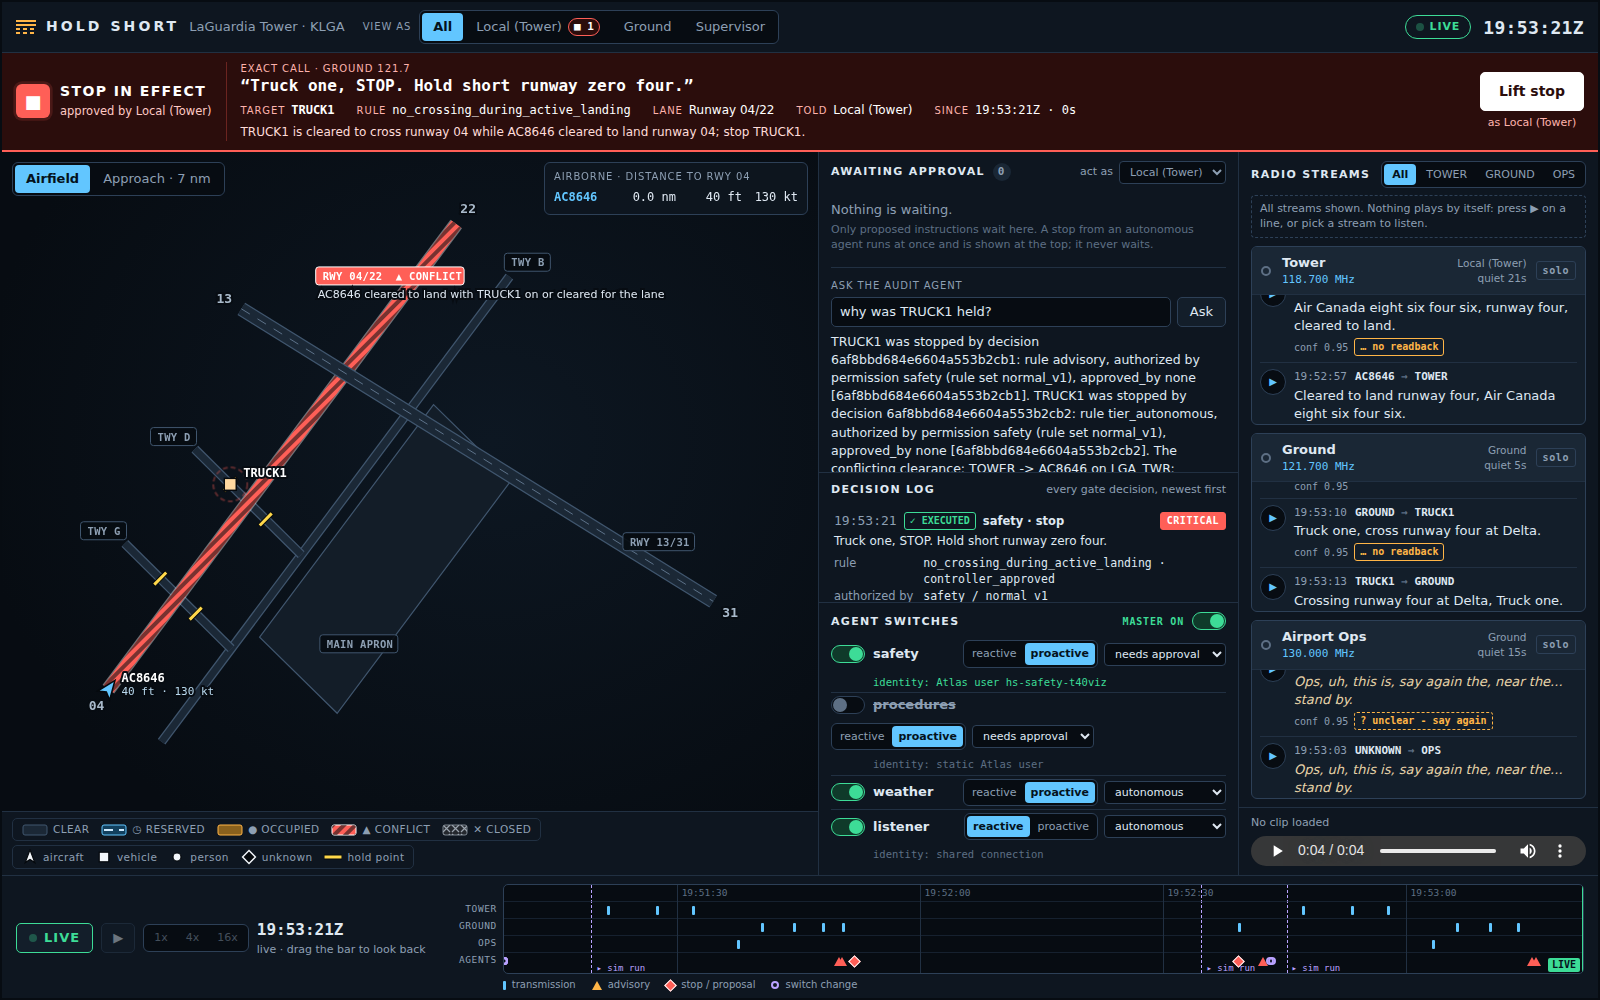 HOLD SHORT LaGuardia Tower · KLGA VIEW AS All Local (Tower) ■ 1 Ground Supervisor LIVE 19:53:21Z
STOP IN EFFECT
approved by Local (Tower)
EXACT CALL · GROUND 121.7
“Truck one, STOP. Hold short runway zero four.”
TARGET TRUCK1 RULE no_crossing_during_active_landing LANE Runway 04/22 TOLD Local (Tower) SINCE 19:53:21Z · 0s
TRUCK1 is cleared to cross runway 04 while AC8646 cleared to land runway 04; stop TRUCK1.
Lift stop
as Local (Tower)
Airfield Approach · 7 nm
AIRBORNE · DISTANCE TO RWY 04
AC8646 0.0 nm 40 ft 130 kt
22
TWY B
RWY 04/22 ▲ CONFLICT
AC8646 cleared to land with TRUCK1 on or cleared for the lane
13
TWY D
TRUCK1
TWY G
RWY 13/31
31
MAIN APRON
AC8646
40 ft · 130 kt
04
CLEAR ◷ RESERVED ● OCCUPIED ▲ CONFLICT ✕ CLOSED
aircraft vehicle person unknown hold point
AWAITING APPROVAL 0 act as Local (Tower)
Nothing is waiting.
Only proposed instructions wait here. A stop from an autonomous
agent runs at once and is shown at the top; it never waits.
ASK THE AUDIT AGENT
why was TRUCK1 held? Ask
TRUCK1 was stopped by decision
6af8bbd684e6604a553b2cb1: rule advisory, authorized by
permission safety (rule set normal_v1), approved_by none
[6af8bbd684e6604a553b2cb1]. TRUCK1 was stopped by
decision 6af8bbd684e6604a553b2cb2: rule tier_autonomous,
authorized by permission safety (rule set normal_v1),
approved_by none [6af8bbd684e6604a553b2cb2]. The
conflicting clearance: TOWER -> AC8646 on LGA_TWR:
DECISION LOG every gate decision, newest first
19:53:21 ✓ EXECUTED safety · stop CRITICAL
Truck one, STOP. Hold short runway zero four.
rule no_crossing_during_active_landing ·
controller_approved
authorized by safety / normal_v1
AGENT SWITCHES MASTER ON
safety reactive proactive needs approval
identity: Atlas user hs-safety-t40viz
procedures
reactive proactive needs approval
identity: static Atlas user
weather reactive proactive autonomous
listener reactive proactive autonomous
identity: shared connection
RADIO STREAMS All TOWER GROUND OPS
All streams shown. Nothing plays by itself: press ▶ on a
line, or pick a stream to listen.
Tower Local (Tower)
118.700 MHz quiet 21s solo
Air Canada eight six four six, runway four,
cleared to land.
conf 0.95 … no readback
19:52:57 AC8646 → TOWER
Cleared to land runway four, Air Canada
eight six four six.
Ground Ground
121.700 MHz quiet 5s solo
conf 0.95
19:53:10 GROUND → TRUCK1
Truck one, cross runway four at Delta.
conf 0.95 … no readback
19:53:13 TRUCK1 → GROUND
Crossing runway four at Delta, Truck one.
Airport Ops Ground
130.000 MHz quiet 15s solo
Ops, uh, this is, say again the, near the...
stand by.
conf 0.95 ? unclear - say again
19:53:03 UNKNOWN → OPS
Ops, uh, this is, say again the, near the...
stand by.
No clip loaded
0:04 / 0:04
LIVE ▶ 1x 4x 16x 19:53:21Z
live · drag the bar to look back
19:51:30 19:52:00 19:52:30 19:53:00
TOWER
GROUND
OPS
AGENTS
▸ sim run ▸ sim run ▸ sim run LIVE
transmission advisory stop / proposal switch change